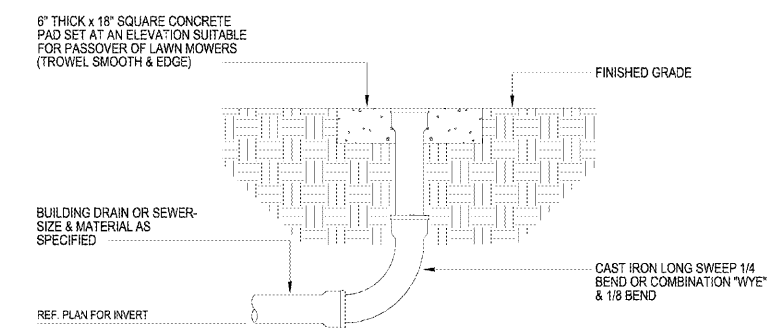 6" THICK x 18" SQUARE CONCRETE
PAD SET AT AN ELEVATION SUITABLE
FOR PASSOVER OF LAWN MOWERS
(TROWEL SMOOTH & EDGE)
FINISHED GRADE
BUILDING DRAIN OR SEWER-
SIZE & MATERIAL AS
SPECIFIED
CAST IRON LONG SWEEP 1/4
BEND OR COMBINATION "WYE"
& 1/8 BEND
REF. PLAN FOR INVERT